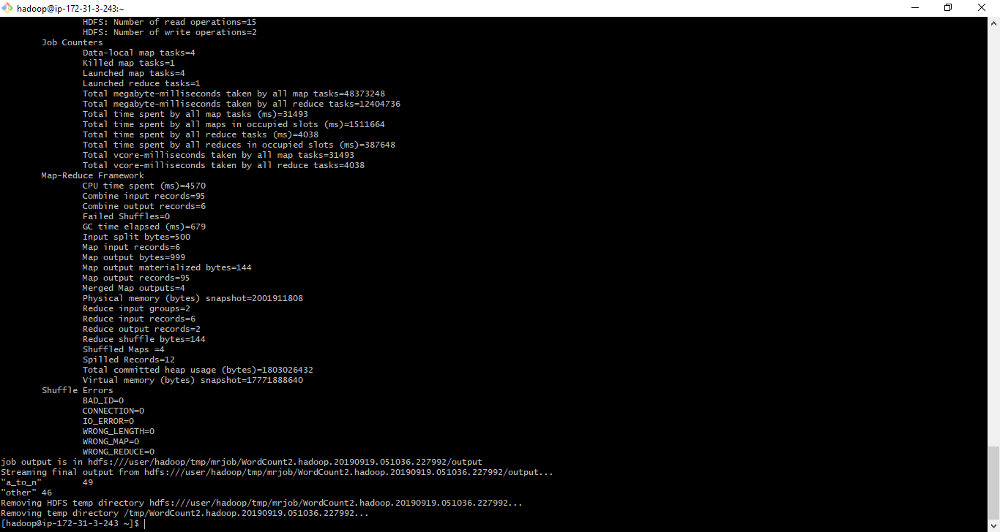 hadoop@ip-172-31-3-243:~
HDFS: Number of read operations=15
HDFS: Number of write operations=2
Job Counters
Data-local map tasks=4
Killed map tasks=1
Launched map tasks=4
Launched reduce tasks=1
Total megabyte-milliseconds taken by all map tasks=48373248
Total megabyte-milliseconds taken by all reduce tasks=12404736
Total time spent by all map tasks (ms)=31493
Total time spent by all maps in occupied slots (ms)=1511664
Total time spent by all reduce tasks (ms)=4038
Total time spent by all reduces in occupied slots (ms)=387648
Total vcore-milliseconds taken by all map tasks=31493
Total vcore-milliseconds taken by all reduce tasks=4038
Map-Reduce Framework
CPU time spent (ms)=4570
Combine input records=95
Combine output records=6
Failed Shuffles=0
GC time elapsed (ms)=679
Input split bytes=500
Map input records=6
Map output bytes=999
Map output materialized bytes=144
Map output records=95
Merged Map outputs=4
Physical memory (bytes) snapshot=2001911808
Reduce input groups=2
Reduce input records=6
Reduce output records=2
Reduce shuffle bytes=144
Shuffled Maps =4
Spilled Records=12
Total committed heap usage (bytes)=1803026432
Virtual memory (bytes) snapshot=17771888640
Shuffle Errors
BAD_ID=0
CONNECTION=0
IO_ERROR=0
WRONG_LENGTH=0
WRONG_MAP=0
WRONG_REDUCE=0
job output is in hdfs:///user/hadoop/tmp/mrjob/WordCount2.hadoop.20190919.051036.227992/output
Streaming final output from hdfs:///user/hadoop/tmp/mrjob/WordCount2.hadoop.20190919.051036.227992/output...
"a_to_n" 49
"other" 46
Removing HDFS temp directory hdfs:///user/hadoop/tmp/mrjob/WordCount2.hadoop.20190919.051036.227992...
Removing temp directory /tmp/WordCount2.hadoop.20190919.051036.227992...
[hadoop@ip-172-31-3-243 ~]$